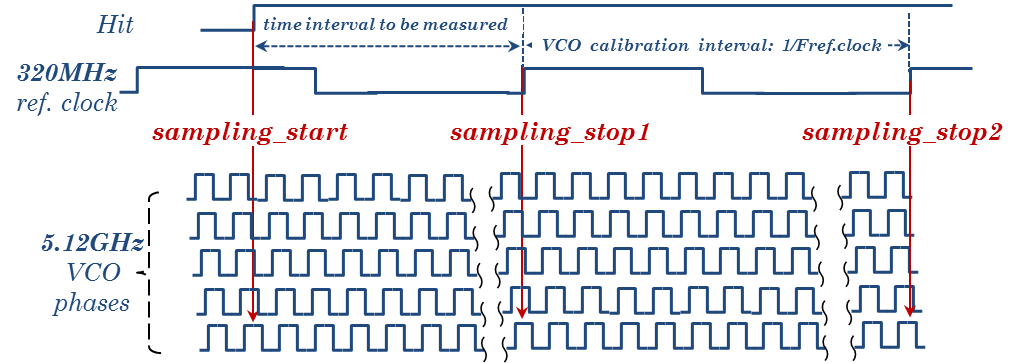 Hit
time interval to be measured
VCO calibration interval: 1/Fref.clock
320MHz
ref. clock
sampling_start
sampling_stop1
sampling_stop2
5.12GHz
VCO
phases